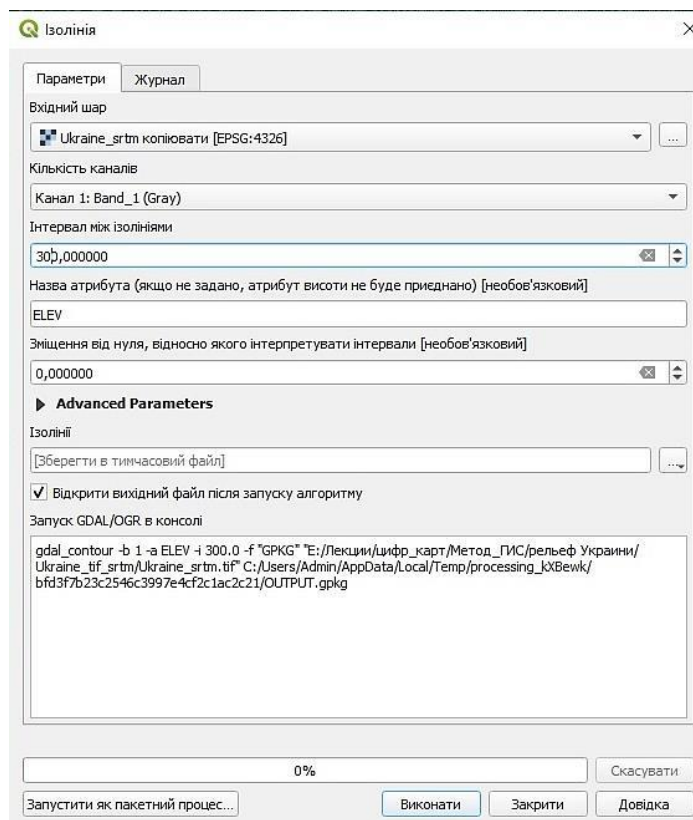 Ізолінія
Параметри
Журнал
Вхідний шар
Ukraine_srtm копіювати [EPSG:4326]
...
Кількість каналів
Канал 1: Band_1 (Gray)
Інтервал між ізолініями
300,000000
Назва атрибута (якщо не задано, атрибут висоти не буде приєднано) [необов'язковий]
ELEV
Зміщення від нуля, відносно якого інтерпретувати інтервали [необов'язковий]
0,000000
Advanced Parameters
Ізолінії
[Зберегти в тимчасовий файл]
...
Відкрити вихідний файл після запуску алгоритму
Запуск GDAL/OGR в консолі
gdal_contour -b 1 -a ELEV -i 300.0 -f "GPKG" "E:/Лекции/цифр_карт/Метод_ГИС/рельеф Украини/
Ukraine_tif_srtm/Ukraine_srtm.tif" C:/Users/Admin/AppData/Local/Temp/processing_kXBewk/
bfd3f7b23c2546c3997e4cf2c1ac2c21/OUTPUT.gpkg
0%
Скасувати
Запустити як пакетний процес...
Виконати
Закрити
Довідка